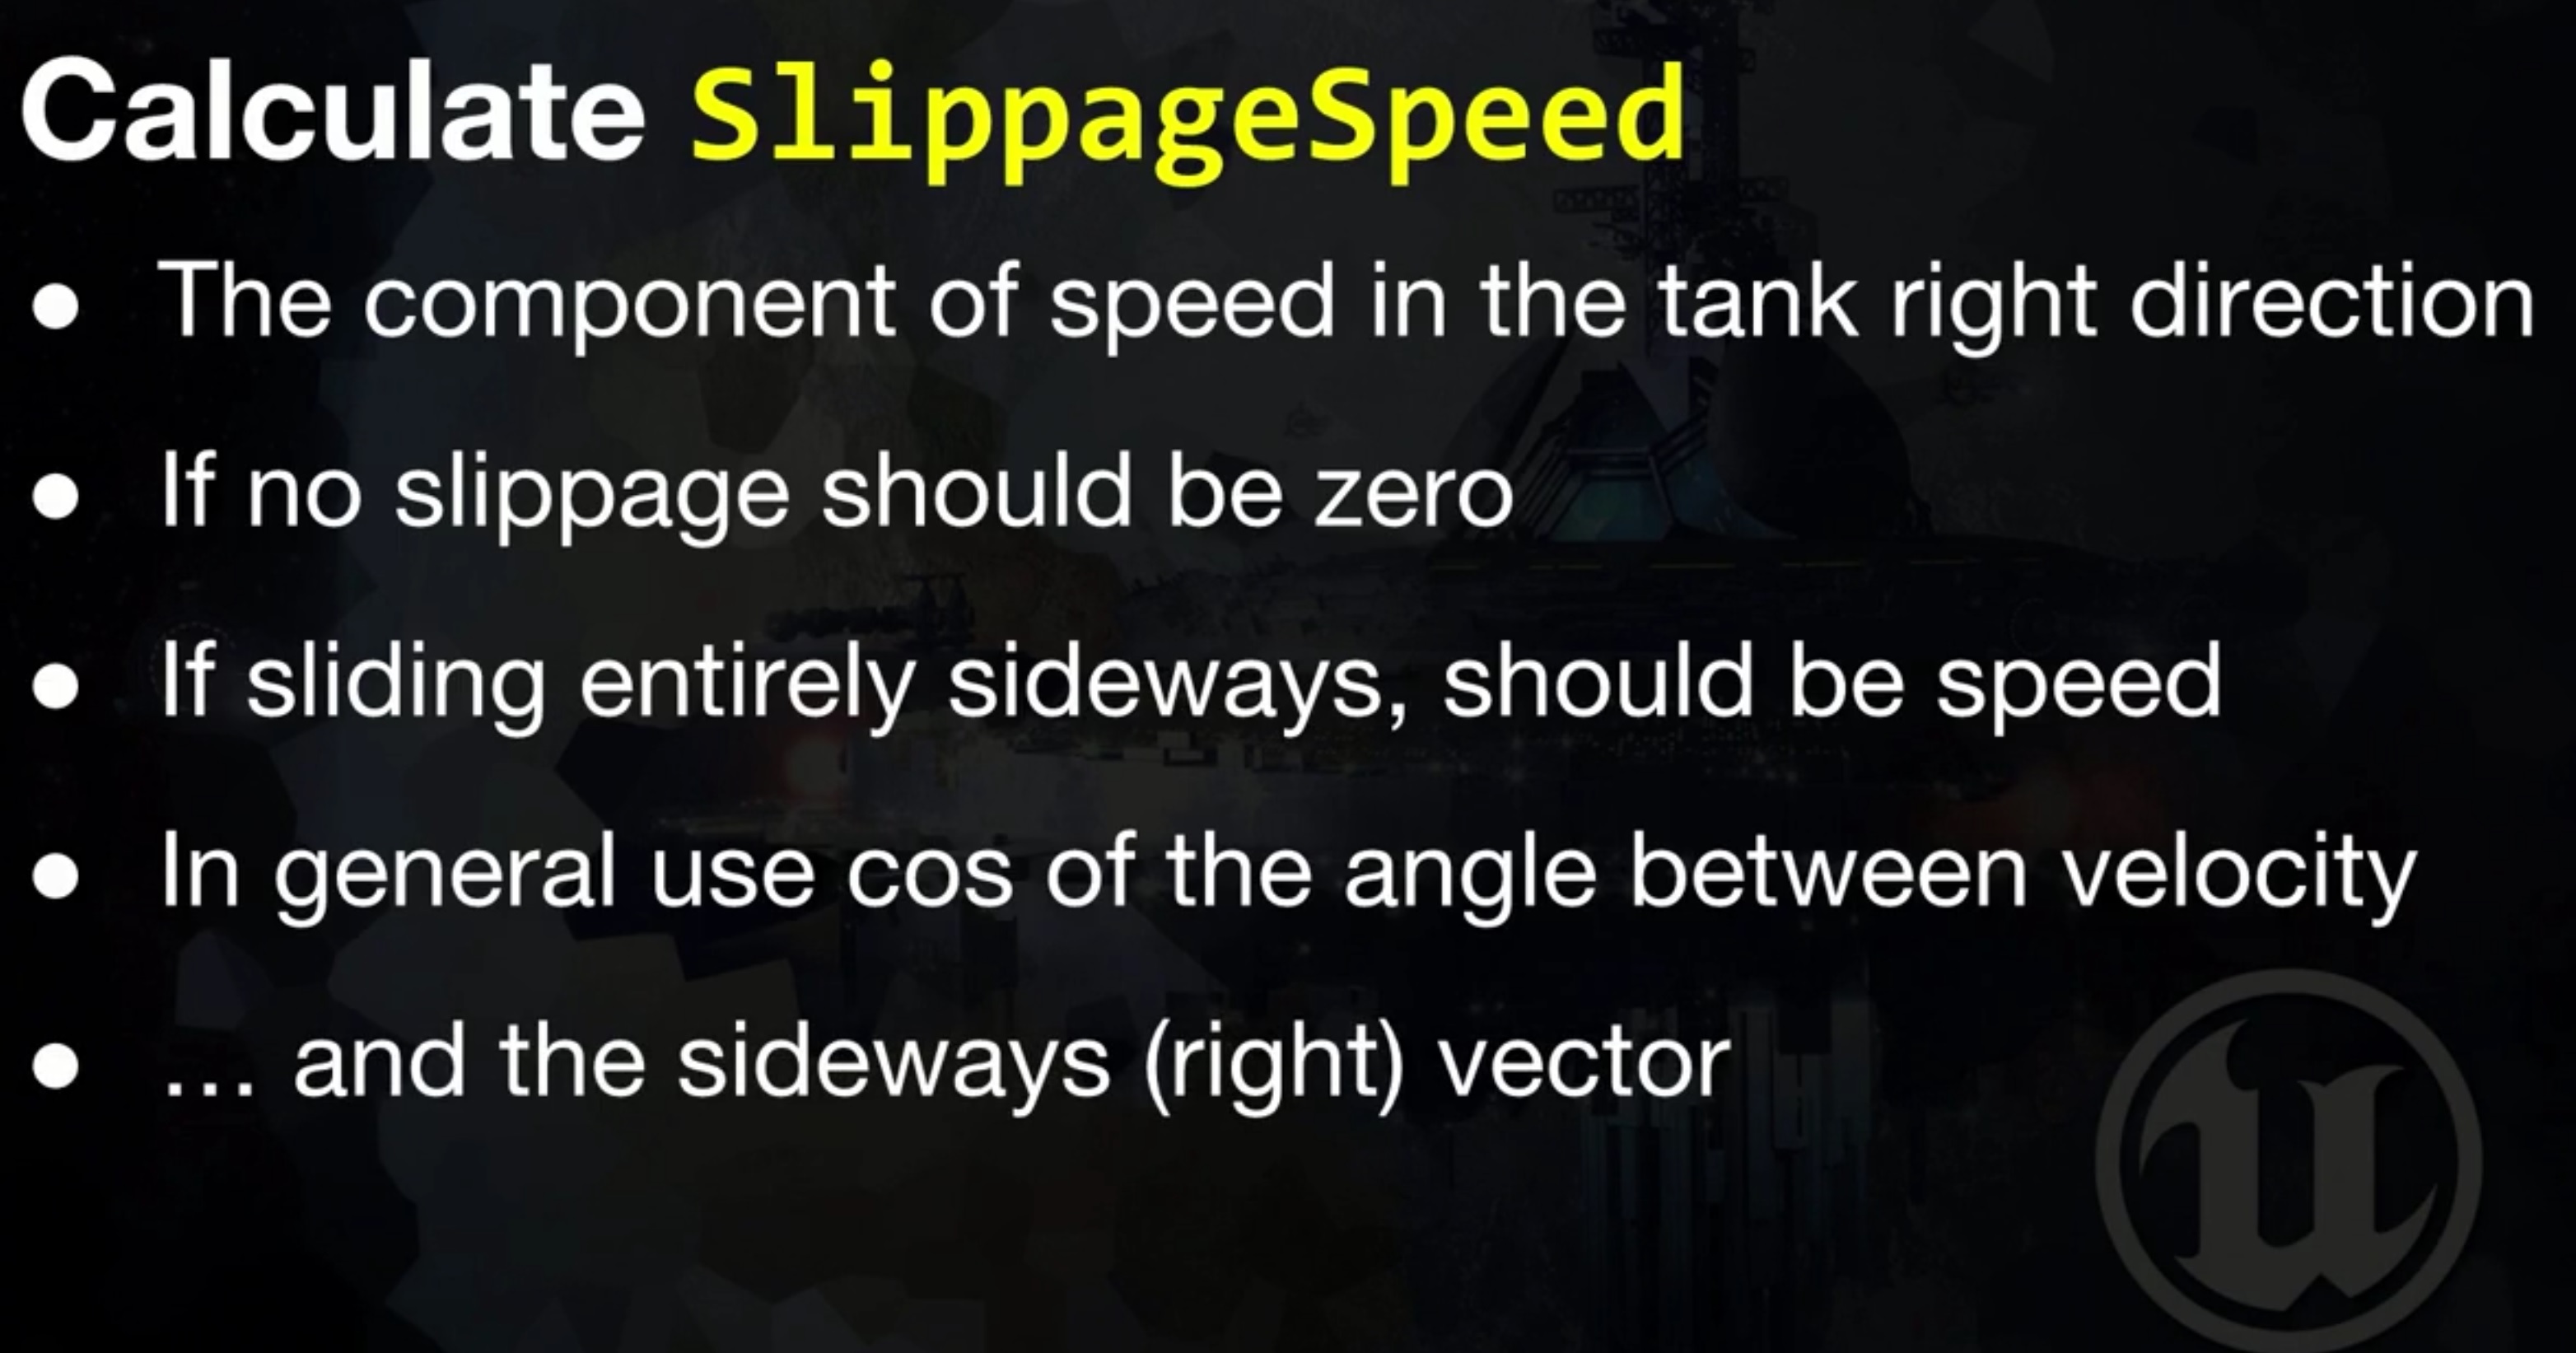 Calculate SlippageSpeed
● The component of speed in the tank right direction
● If no slippage should be zero
● If sliding entirely sideways, should be speed
● In general use cos of the angle between velocity
● … and the sideways (right) vector